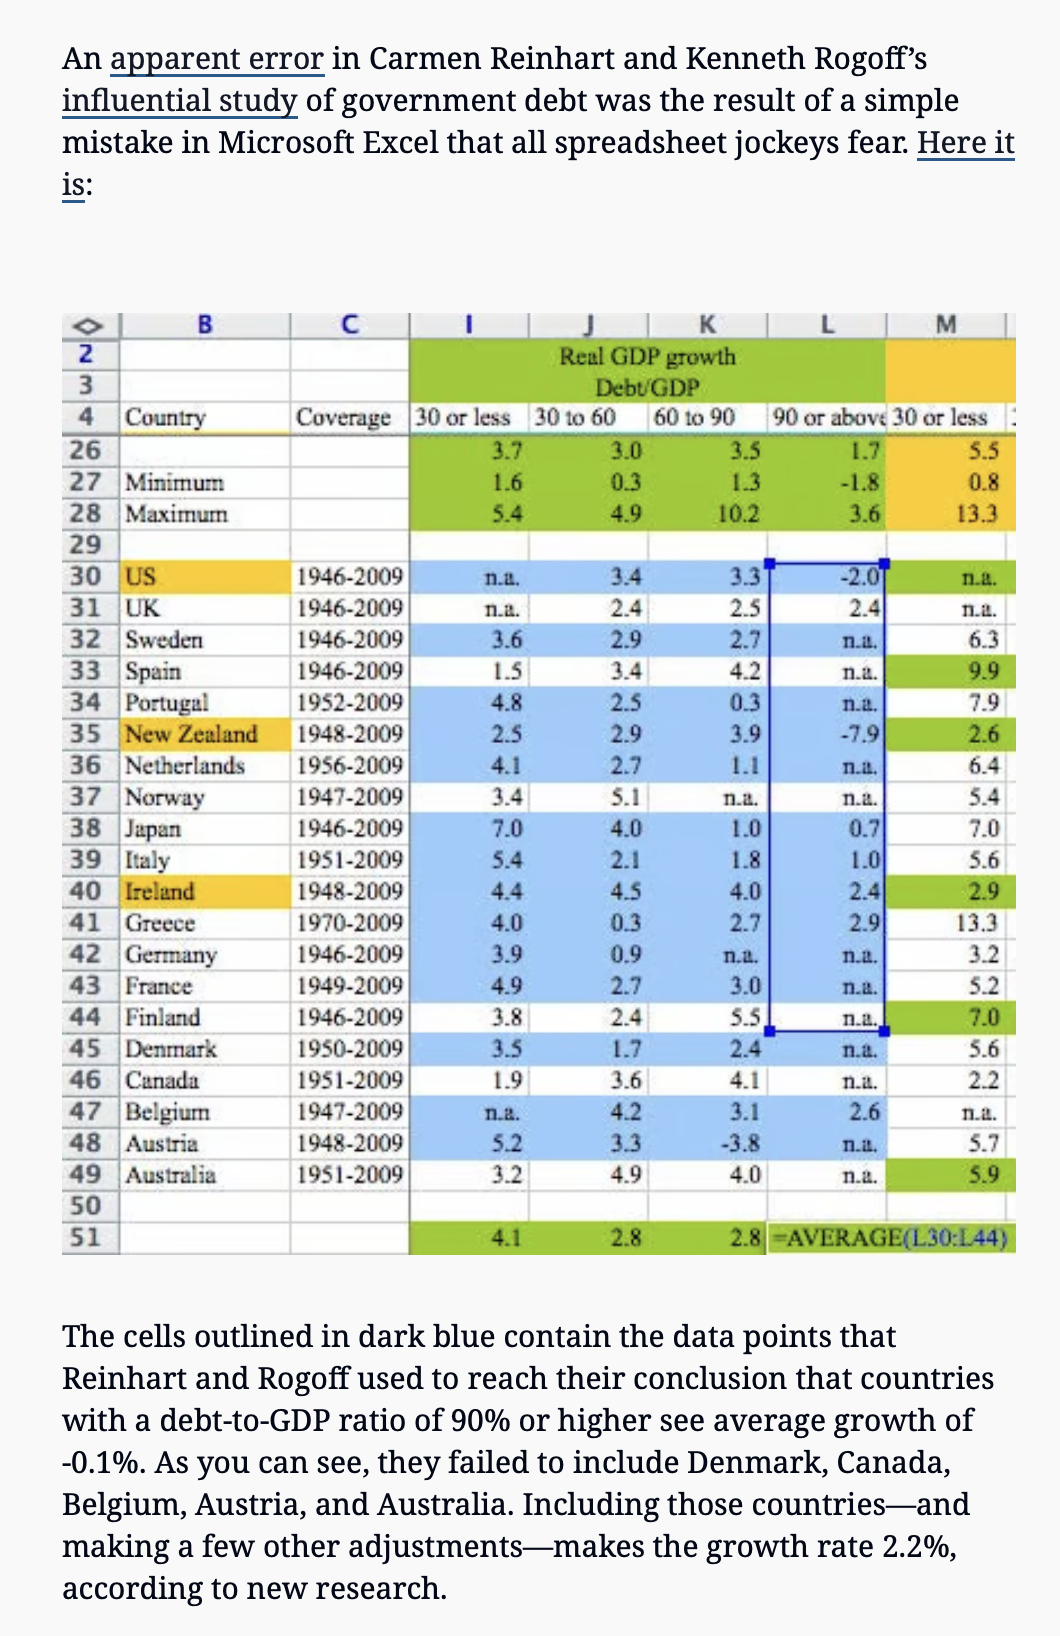 An apparent error in Carmen Reinhart and Kenneth Rogoff’s
influential study of government debt was the result of a simple
mistake in Microsoft Excel that all spreadsheet jockeys fear. Here it
is:
B C I J K L M
2 Real GDP growth
3 Debt/GDP
4 Country Coverage 30 or less 30 to 60 60 to 90 90 or above 30 or less
26 3.7 3.0 3.5 1.7 5.5
27 Minimum 1.6 0.3 1.3 -1.8 0.8
28 Maximum 5.4 4.9 10.2 3.6 13.3
29
30 US 1946-2009 n.a. 3.4 3.3 -2.0 n.a.
31 UK 1946-2009 n.a. 2.4 2.5 2.4 n.a.
32 Sweden 1946-2009 3.6 2.9 2.7 n.a. 6.3
33 Spain 1946-2009 1.5 3.4 4.2 n.a. 9.9
34 Portugal 1952-2009 4.8 2.5 0.3 n.a. 7.9
35 New Zealand 1948-2009 2.5 2.9 3.9 -7.9 2.6
36 Netherlands 1956-2009 4.1 2.7 1.1 n.a. 6.4
37 Norway 1947-2009 3.4 5.1 n.a. n.a. 5.4
38 Japan 1946-2009 7.0 4.0 1.0 0.7 7.0
39 Italy 1951-2009 5.4 2.1 1.8 1.0 5.6
40 Ireland 1948-2009 4.4 4.5 4.0 2.4 2.9
41 Greece 1970-2009 4.0 0.3 2.7 2.9 13.3
42 Germany 1946-2009 3.9 0.9 n.a. n.a. 3.2
43 France 1949-2009 4.9 2.7 3.0 n.a. 5.2
44 Finland 1946-2009 3.8 2.4 5.5 n.a. 7.0
45 Denmark 1950-2009 3.5 1.7 2.4 n.a. 5.6
46 Canada 1951-2009 1.9 3.6 4.1 n.a. 2.2
47 Belgium 1947-2009 n.a. 4.2 3.1 2.6 n.a.
48 Austria 1948-2009 5.2 3.3 -3.8 n.a. 5.7
49 Australia 1951-2009 3.2 4.9 4.0 n.a. 5.9
50
51 4.1 2.8 2.8 =AVERAGE(L30:L44)
The cells outlined in dark blue contain the data points that
Reinhart and Rogoff used to reach their conclusion that countries
with a debt-to-GDP ratio of 90% or higher see average growth of
-0.1%. As you can see, they failed to include Denmark, Canada,
Belgium, Austria, and Australia. Including those countries—and
making a few other adjustments—makes the growth rate 2.2%,
according to new research.